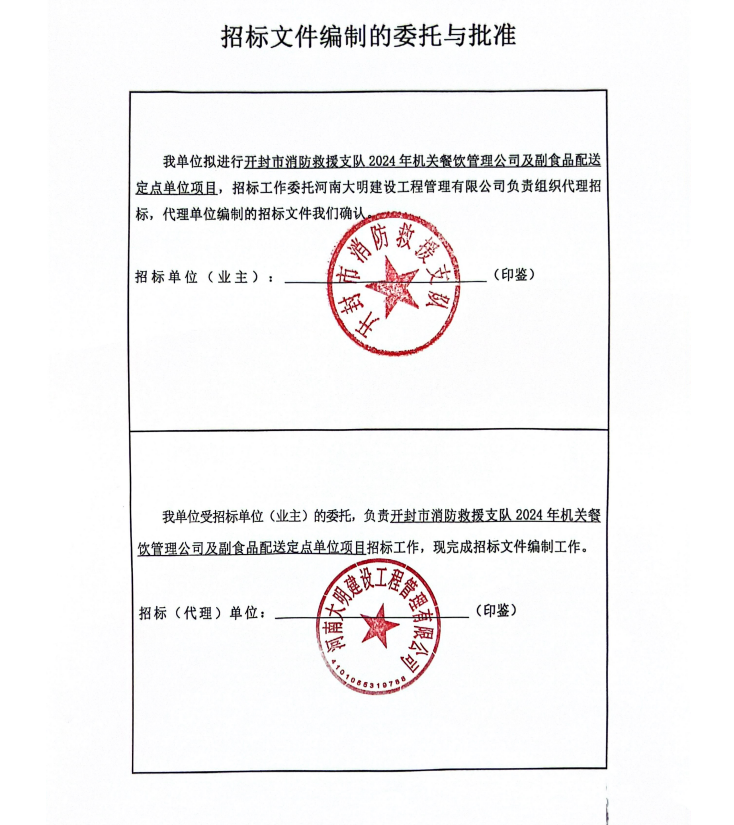 招标文件编制的委托与批准
我单位拟进行开封市消防救援支队 2024 年机关餐饮管理公司及副食品配送
定点单位项目，招标工作委托河南大明建设工程管理有限公司负责组织代理招
标，代理单位编制的招标文件我们确认。
开封市消防救援支队
招标单位（业主）：（印鉴）
我单位受招标单位（业主）的委托，负责开封市消防救援支队 2024 年机关餐
饮管理公司及副食品配送定点单位项目招标工作，现完成招标文件编制工作。
河南大明建设工程管理有限公司
招标（代理）单位：（印鉴）